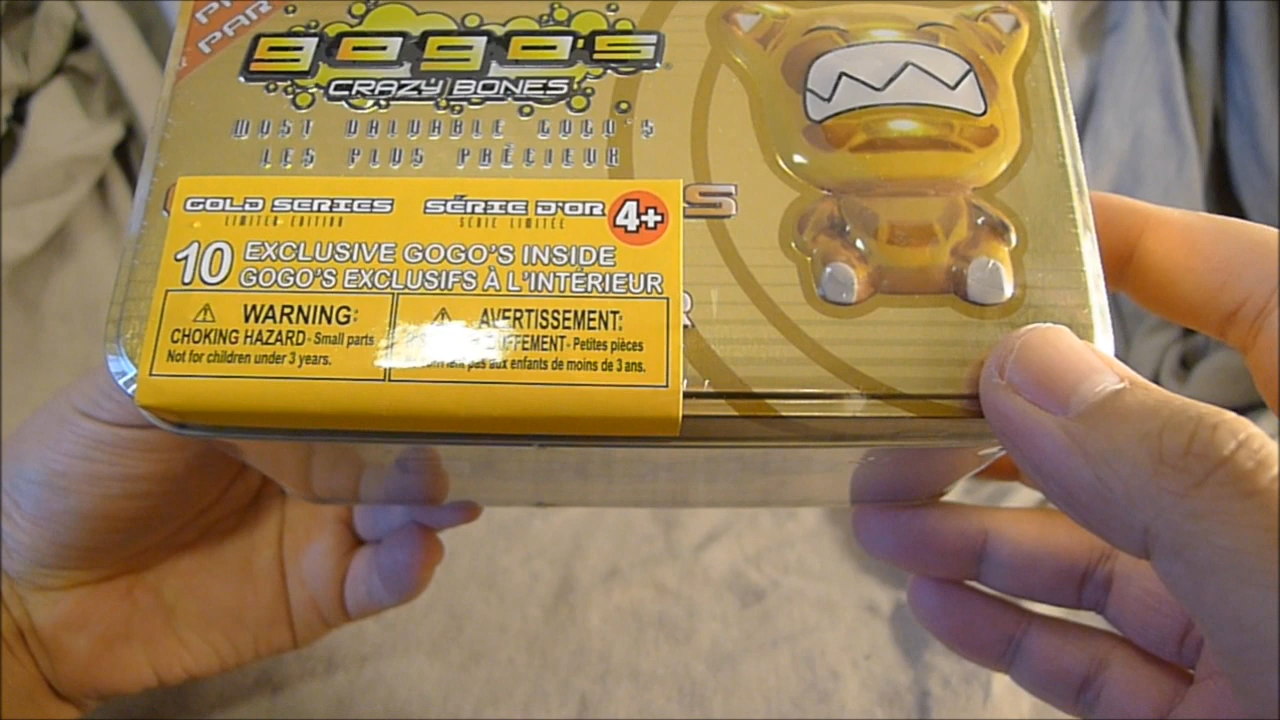 PAR
gogo's
CRAZY BONES
MOST VALUABLE GOGO'S
LES PLUS PRÉCIEUX
S
GOLD SERIES
LIMITED EDITION
SÉRIE D'OR
SÉRIE LIMITÉE
4+
10 EXCLUSIVE GOGO'S INSIDE
GOGO'S EXCLUSIFS À L'INTÉRIEUR
R
WARNING:
CHOKING HAZARD - Small parts
Not for children under 3 years.
AVERTISSEMENT:
- Petites pièces
pas aux enfants de moins de 3 ans.